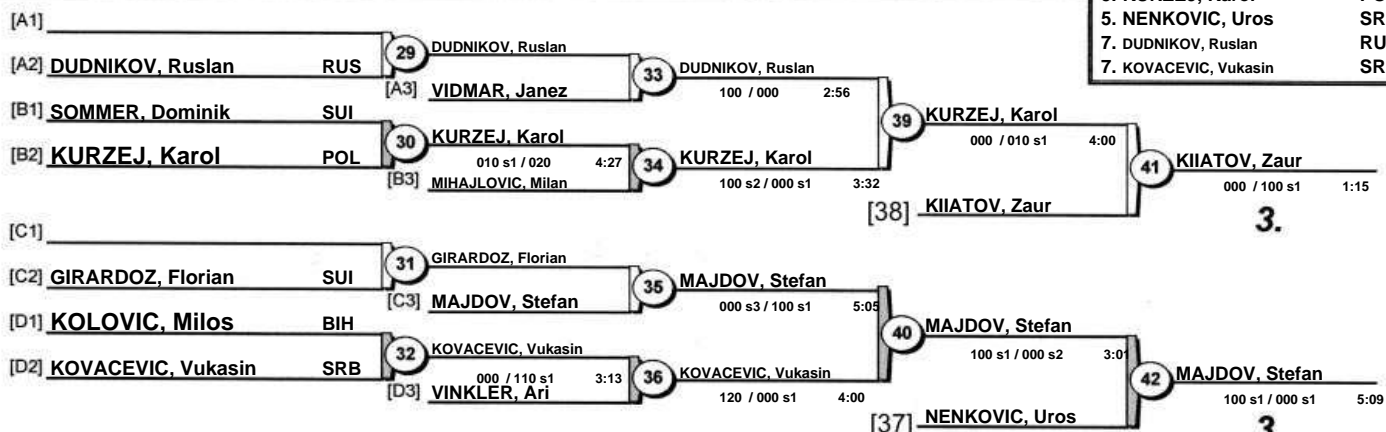 5. NENKOVIC, Uros SR
7. DUDNIKOV, Ruslan RU
7. KOVACEVIC, Vukasin SR
[A1]
29 DUDNIKOV, Ruslan
[A2] DUDNIKOV, Ruslan RUS
33 DUDNIKOV, Ruslan
[A3] VIDMAR, Janez
100 / 000 2:56
[B1] SOMMER, Dominik SUI
39 KURZEJ, Karol
30 KURZEJ, Karol
000 / 010 s1 4:00
[B2] KURZEJ, Karol POL
010 s1 / 020 4:27
34 KURZEJ, Karol
41 KIIATOV, Zaur
[B3] MIHAJLOVIC, Milan
100 s2 / 000 s1 3:32
000 / 100 s1 1:15
[38] KIIATOV, Zaur
3.
[C1]
31 GIRARDOZ, Florian
[C2] GIRARDOZ, Florian SUI
35 MAJDOV, Stefan
[C3] MAJDOV, Stefan
000 s3 / 100 s1 5:05
[D1] KOLOVIC, Milos BIH
40 MAJDOV, Stefan
32 KOVACEVIC, Vukasin
100 s1 / 000 s2 3:01
[D2] KOVACEVIC, Vukasin SRB
000 / 110 s1 3:13
36 KOVACEVIC, Vukasin
42 MAJDOV, Stefan
[D3] VINKLER, Ari
120 / 000 s1 4:00
100 s1 / 000 s1 5:09
[37] NENKOVIC, Uros
3